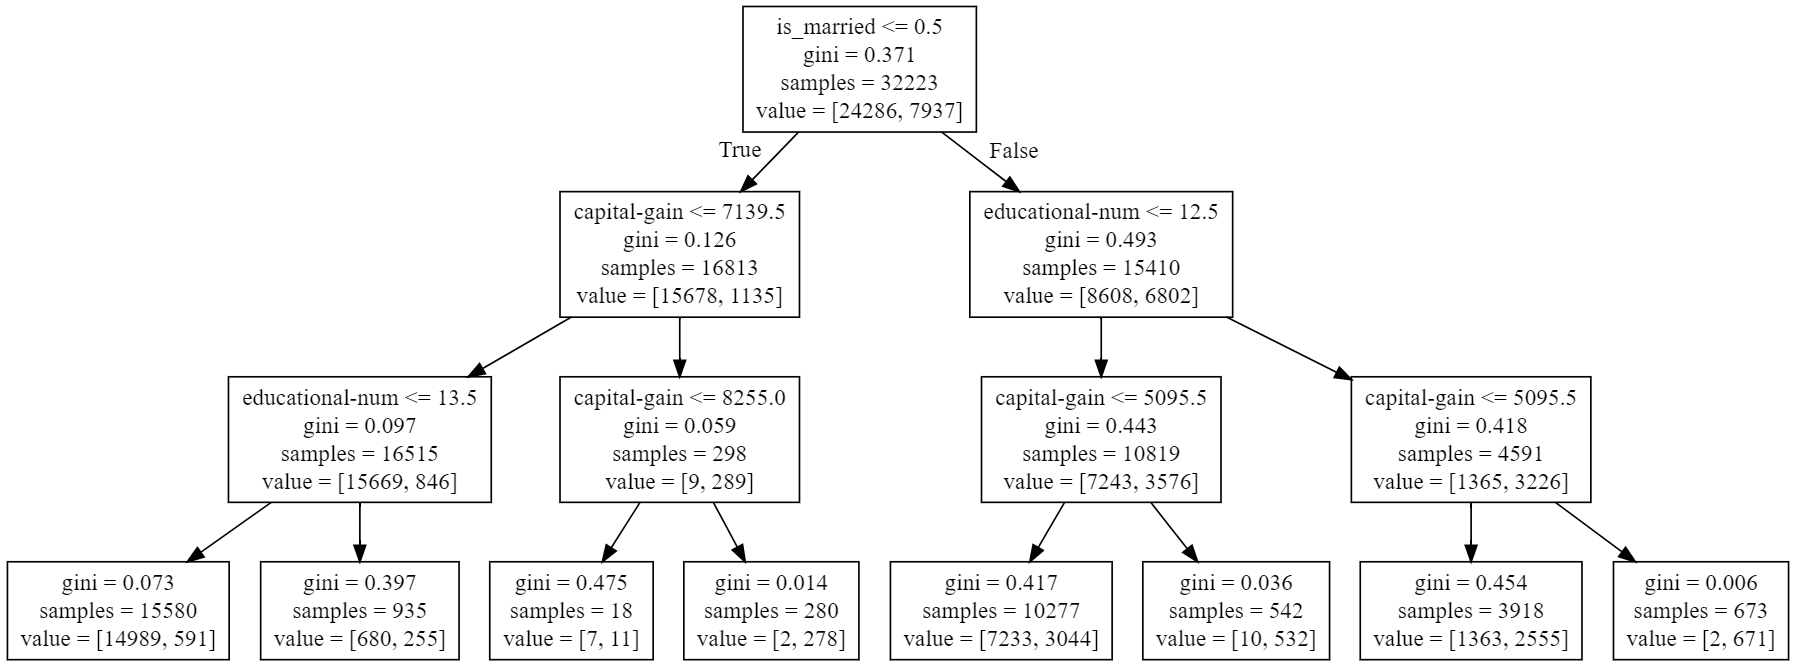 is_married <= 0.5
gini = 0.371
samples = 32223
value = [24286, 7937]
True
False
capital-gain <= 7139.5
gini = 0.126
samples = 16813
value = [15678, 1135]
educational-num <= 12.5
gini = 0.493
samples = 15410
value = [8608, 6802]
educational-num <= 13.5
gini = 0.097
samples = 16515
value = [15669, 846]
capital-gain <= 8255.0
gini = 0.059
samples = 298
value = [9, 289]
capital-gain <= 5095.5
gini = 0.443
samples = 10819
value = [7243, 3576]
capital-gain <= 5095.5
gini = 0.418
samples = 4591
value = [1365, 3226]
gini = 0.073
samples = 15580
value = [14989, 591]
gini = 0.397
samples = 935
value = [680, 255]
gini = 0.475
samples = 18
value = [7, 11]
gini = 0.014
samples = 280
value = [2, 278]
gini = 0.417
samples = 10277
value = [7233, 3044]
gini = 0.036
samples = 542
value = [10, 532]
gini = 0.454
samples = 3918
value = [1363, 2555]
gini = 0.006
samples = 673
value = [2, 671]